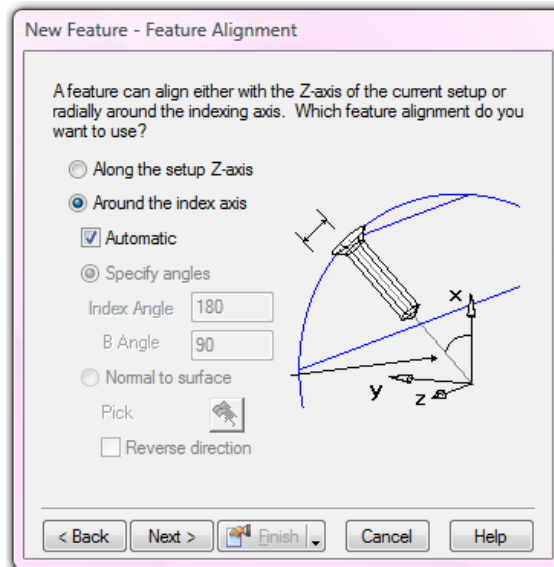 New Feature - Feature Alignment
A feature can align either with the Z-axis of the current setup or
radially around the indexing axis. Which feature alignment do you
want to use?
Along the setup Z-axis
Around the index axis
Automatic
Specify angles
Index Angle 180
B Angle 90
Normal to surface
Pick
Reverse direction
x
y
z
< Back Next > Finish Cancel Help